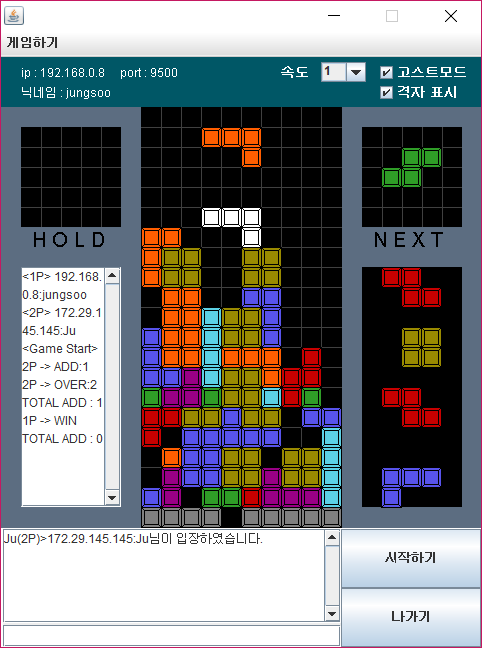 게임하기
ip : 192.168.0.8 port : 9500
속도 1 고스트모드
닉네임 : jungsoo
격자 표시
HOLD
NEXT
<1P> 192.168.
0.8:jungsoo
<2P> 172.29.1
45.145:Ju
<Game Start>
2P -> ADD:1
2P -> OVER:2
TOTAL ADD : 1
1P -> WIN
TOTAL ADD : 0
Ju(2P)>172.29.145.145:Ju님이 입장하였습니다.
시작하기
나가기